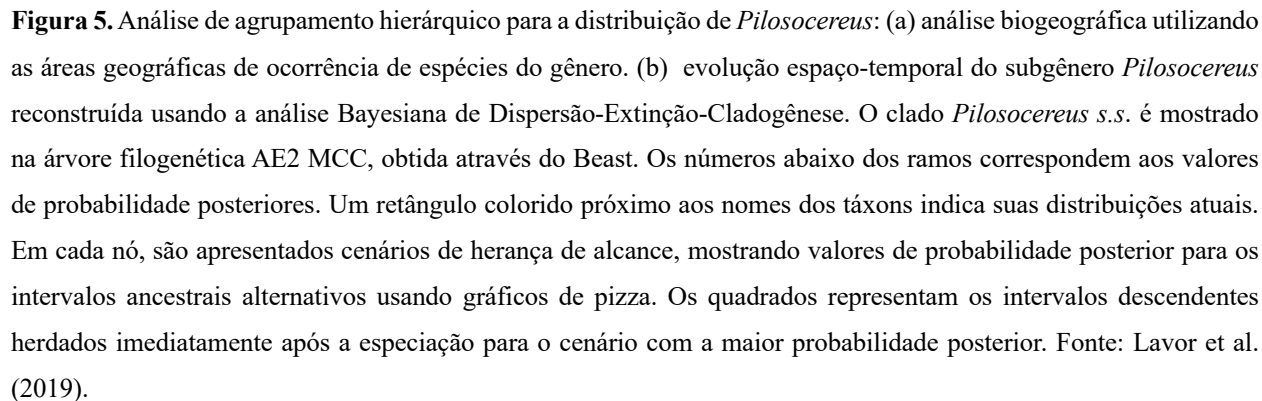 Figura 5. Análise de agrupamento hierárquico para a distribuição de Pilosocereus: (a) análise biogeográfica utilizando
as áreas geográficas de ocorrência de espécies do gênero. (b) evolução espaço-temporal do subgênero Pilosocereus
reconstruída usando a análise Bayesiana de Dispersão-Extinção-Cladogênese. O clado Pilosocereus s.s. é mostrado
na árvore filogenética AE2 MCC, obtida através do Beast. Os números abaixo dos ramos correspondem aos valores
de probabilidade posteriores. Um retângulo colorido próximo aos nomes dos táxons indica suas distribuições atuais.
Em cada nó, são apresentados cenários de herança de alcance, mostrando valores de probabilidade posterior para os
intervalos ancestrais alternativos usando gráficos de pizza. Os quadrados representam os intervalos descendentes
herdados imediatamente após a especiação para o cenário com a maior probabilidade posterior. Fonte: Lavor et al.
(2019).